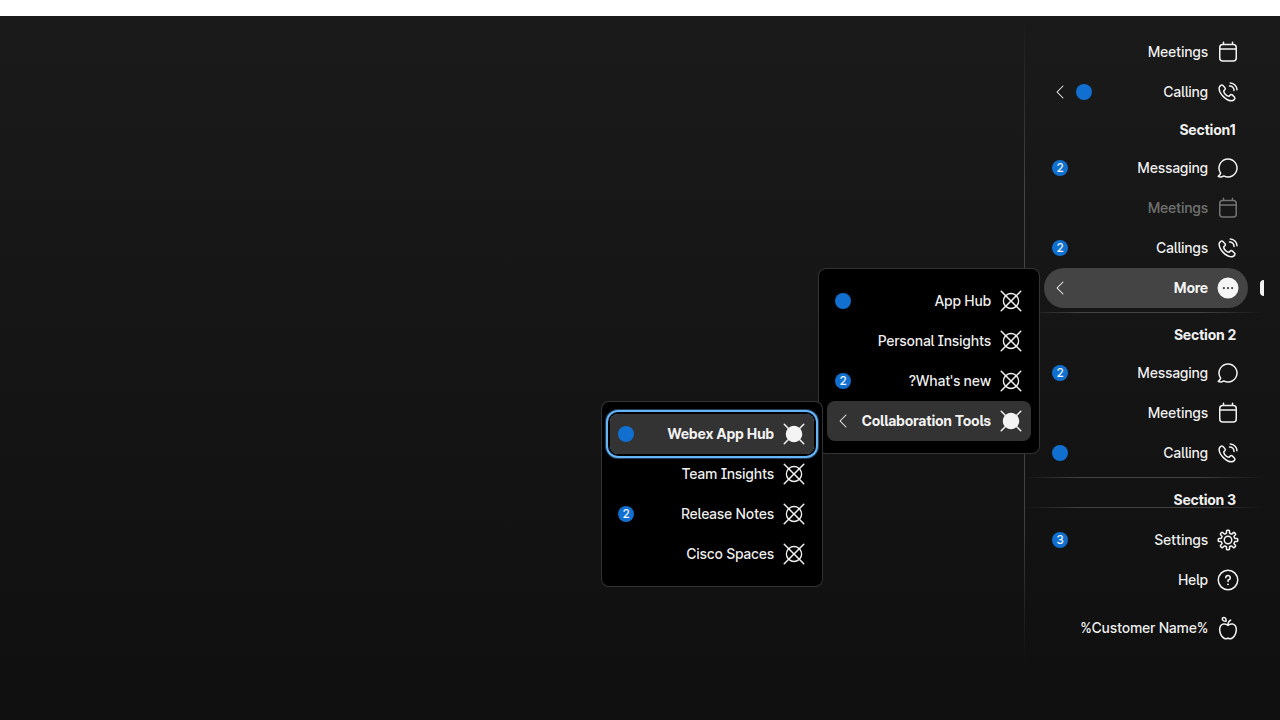 Meetings
Calling
Section1
2 Messaging
Meetings
2 Callings
More
App Hub
Personal Insights
2 ?What's new
Collaboration Tools
Webex App Hub
Team Insights
2 Release Notes
Cisco Spaces
Section 2
2 Messaging
Meetings
Calling
Section 3
3 Settings
Help
%Customer Name%